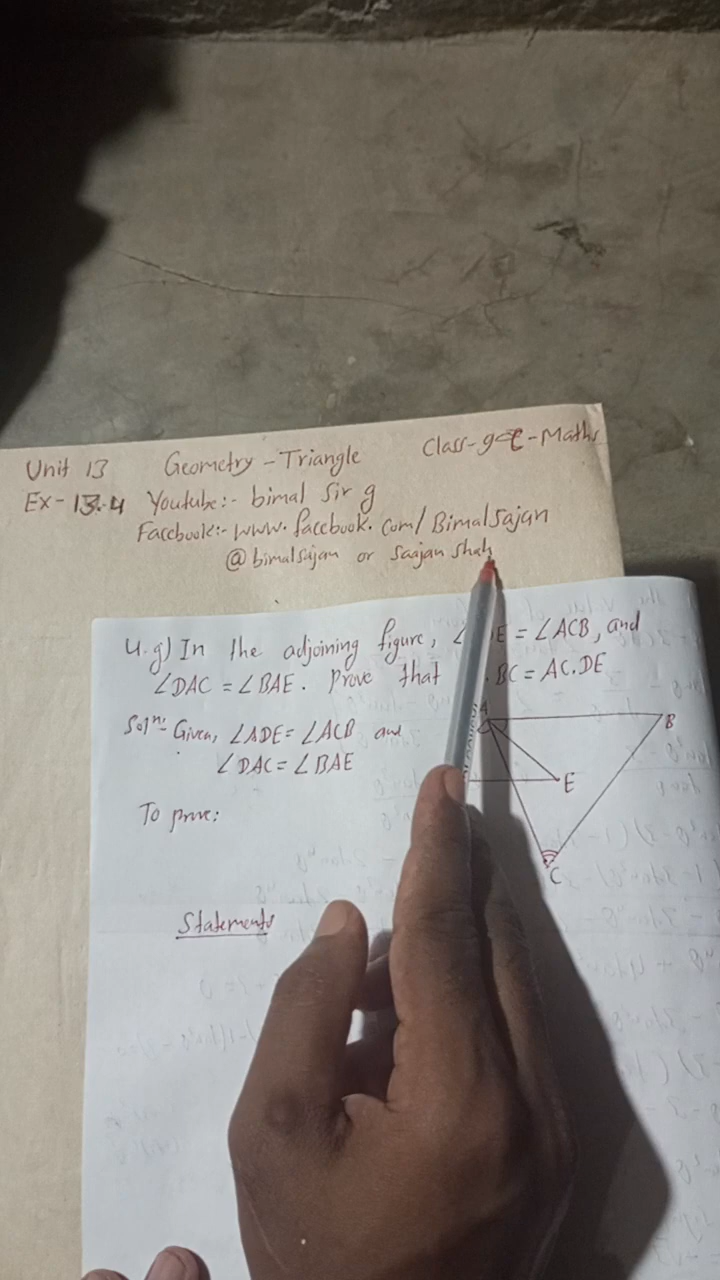 Unit 13 Geometry - Triangle Class-9 - Maths
Ex- 13.4 Youtube:- bimal Sir g
Facebook:- www.facebook.com/Bimalsajan
@bimalsajan or Saajan Shah
4.g) In the adjoining figure, ∠ E = ∠ACB, and
∠DAC = ∠BAE. Prove that .BC = AC.DE
Solⁿ:- Given, ∠ADE = ∠ACB and
∠DAC = ∠BAE
To prove:
A
B
E
C
Statements